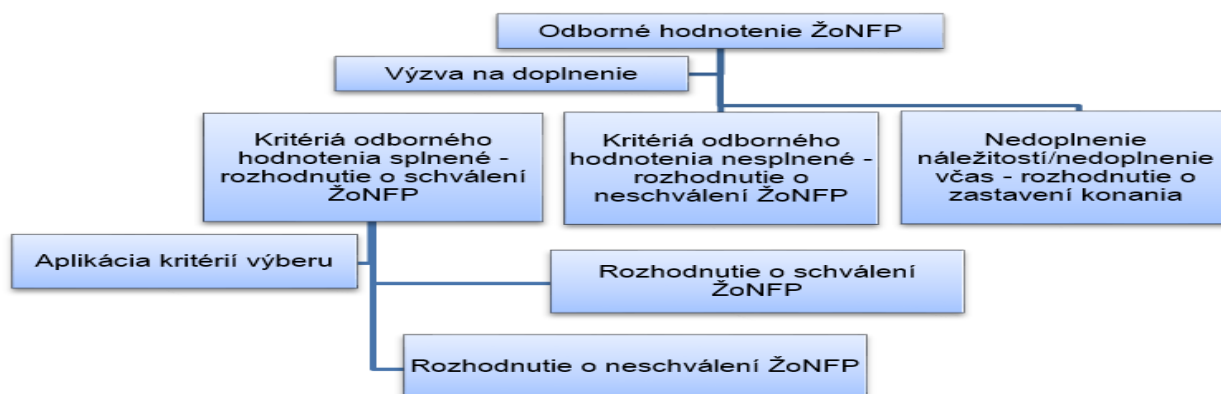 Odborné hodnotenie ŽoNFP
Výzva na doplnenie
Kritériá odborného
hodnotenia splnené -
rozhodnutie o schválení
ŽoNFP
Kritériá odborného
hodnotenia nesplnené -
rozhodnutie o
neschválení ŽoNFP
Nedoplnenie
náležitostí/nedoplnenie
včas - rozhodnutie o
zastavení konania
Aplikácia kritérií výberu
Rozhodnutie o schválení
ŽoNFP
Rozhodnutie o neschválení ŽoNFP